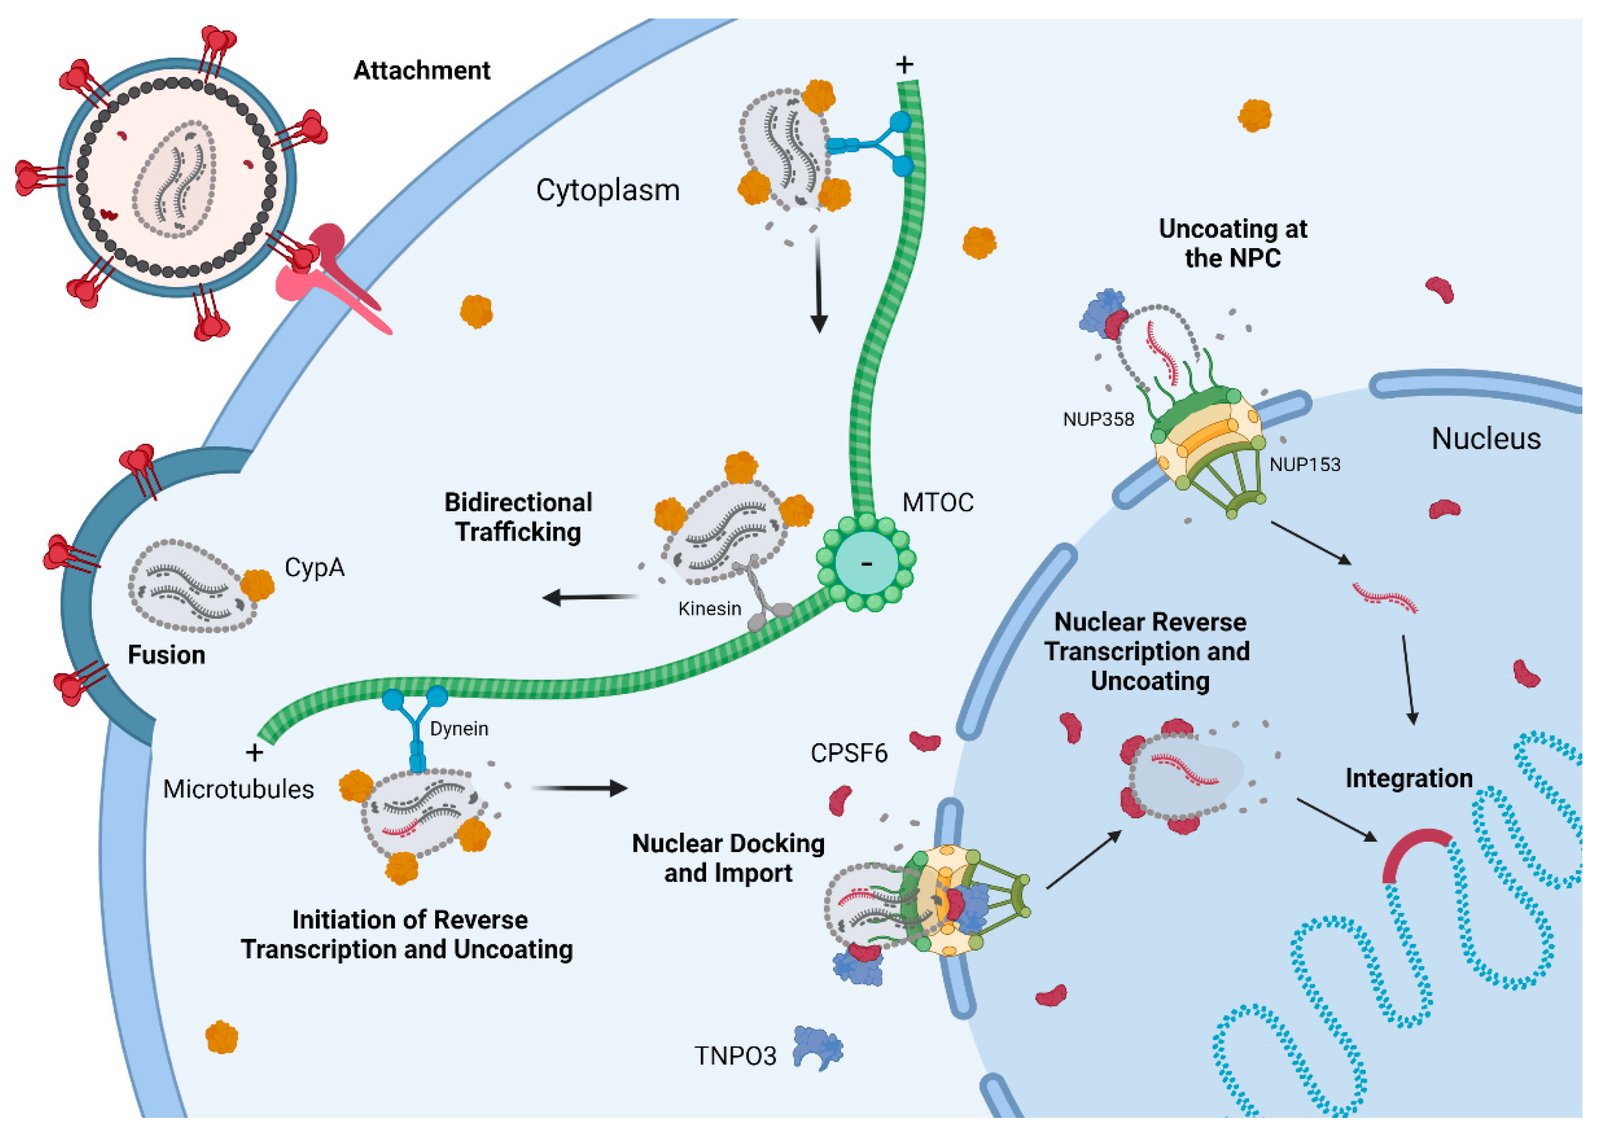 Attachment
+
Cytoplasm
Uncoating at
the NPC
NUP358
Nucleus
NUP153
Bidirectional
Trafficking
MTOC
-
CypA
Kinesin
Fusion
Nuclear Reverse
Transcription and
Uncoating
Dynein
+
Microtubules
CPSF6
Integration
Nuclear Docking
and Import
Initiation of Reverse
Transcription and Uncoating
TNPO3